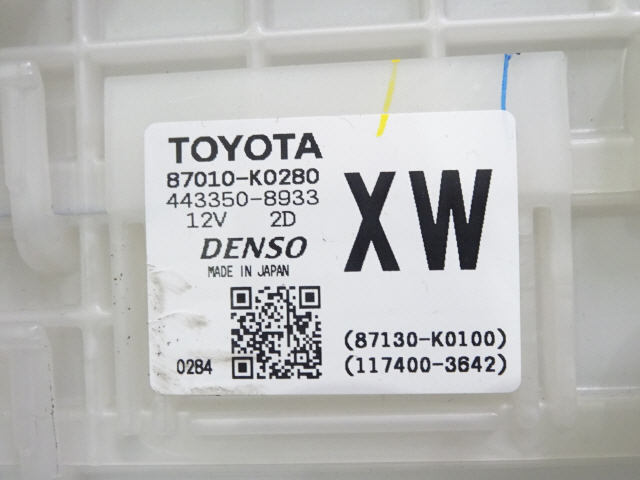 TOYOTA
87010-K0280
443350-8933
12V 2D
DENSO
MADE IN JAPAN
XW
0284
(87130-K0100)
(117400-3642)